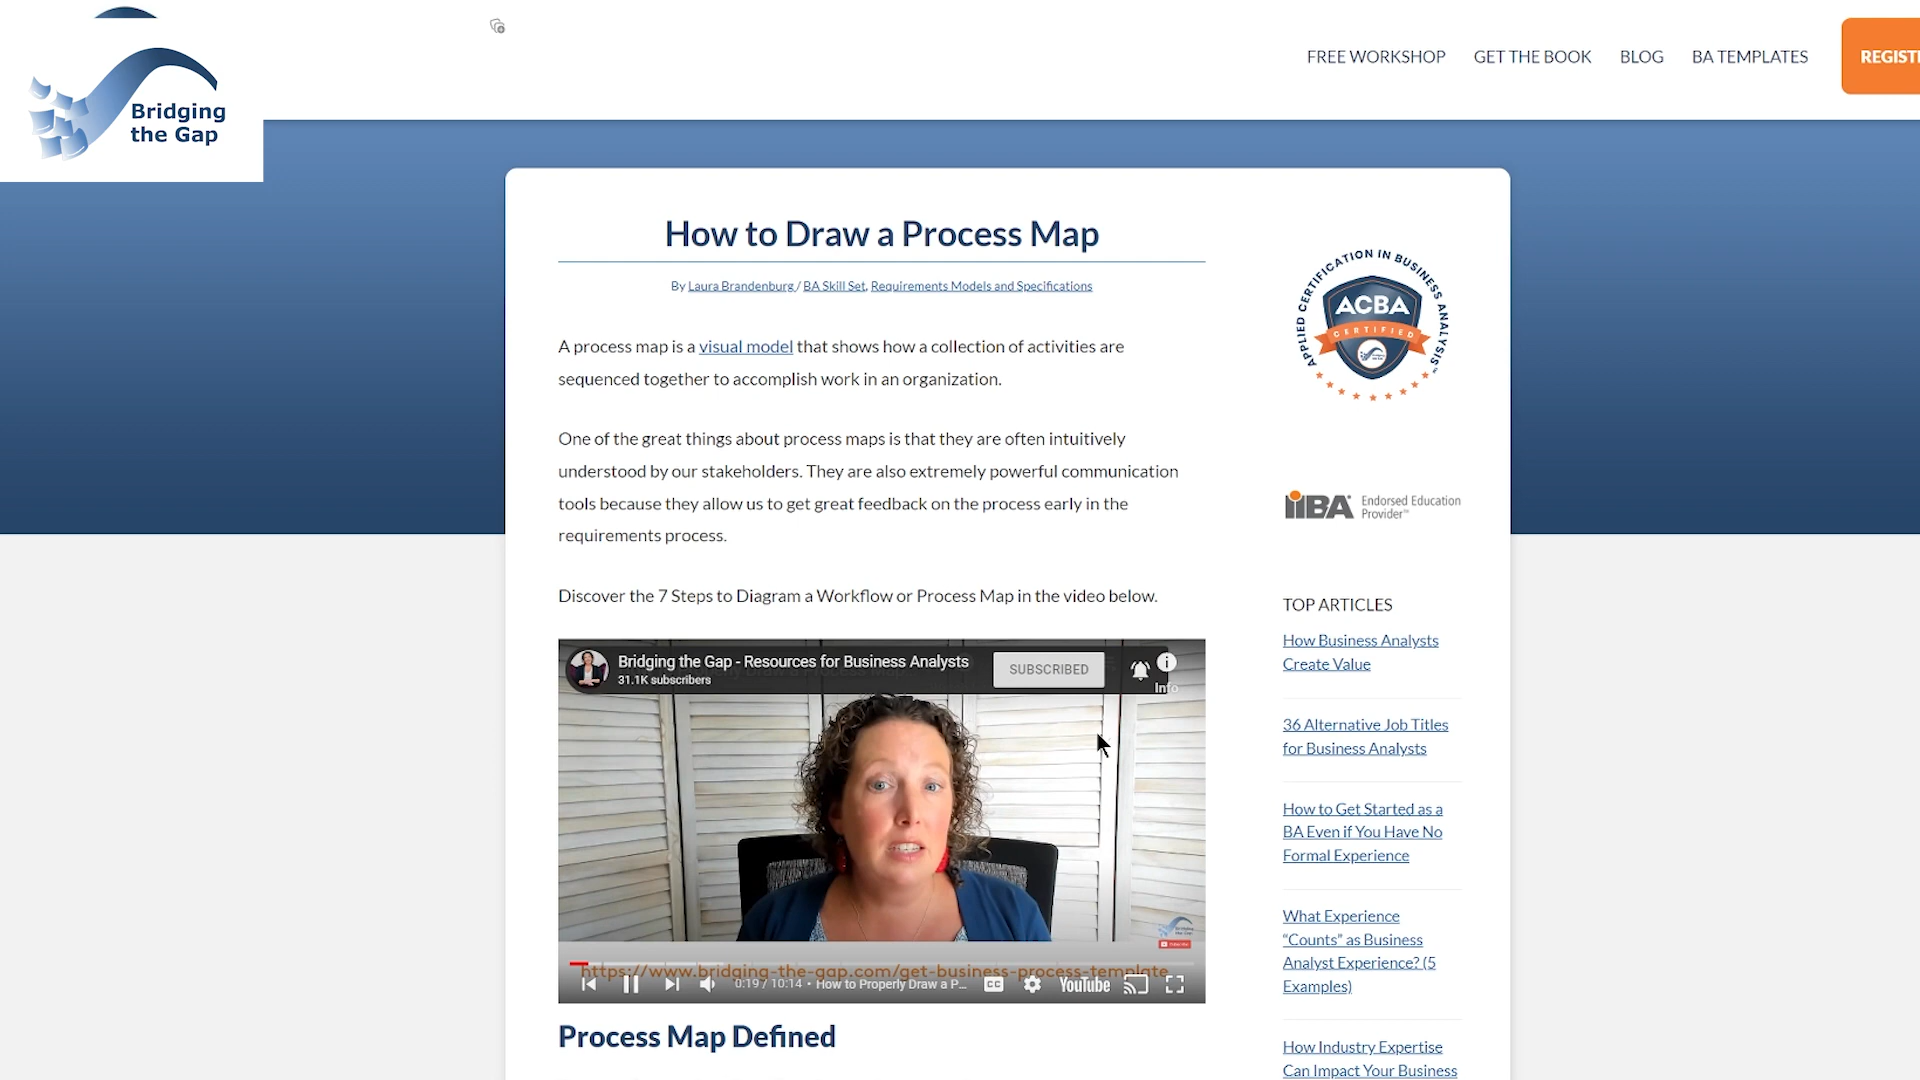 Bridging
the Gap
FREE WORKSHOP
GET THE BOOK
BLOG
BA TEMPLATES
REGIST
How to Draw a Process Map
By Laura Brandenburg / BA Skill Set, Requirements Models and Specifications
A process map is a visual model that shows how a collection of activities are
sequenced together to accomplish work in an organization.
One of the great things about process maps is that they are often intuitively
understood by our stakeholders. They are also extremely powerful communication
tools because they allow us to get great feedback on the process early in the
requirements process.
Discover the 7 Steps to Diagram a Workflow or Process Map in the video below.
Bridging the Gap - Resources for Business Analysts
31.1K subscribers
SUBSCRIBED
i
Info
https://www.bridging-the-gap.com/get-business-process-template
0:19 / 10:14 • How to Properly Draw a P...
CC
YouTube
Process Map Defined
APPLIED CERTIFICATION IN BUSINESS ANALYSIS™
ACBA
CERTIFIED
IIBA
Endorsed Education
Provider™
TOP ARTICLES
How Business Analysts
Create Value
36 Alternative Job Titles
for Business Analysts
How to Get Started as a
BA Even if You Have No
Formal Experience
What Experience
“Counts” as Business
Analyst Experience? (5
Examples)
How Industry Expertise
Can Impact Your Business